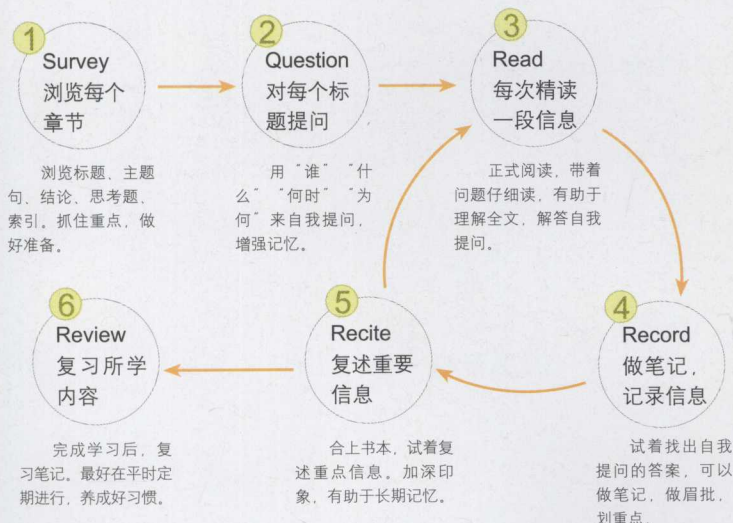 1
Survey
浏览每个
章节
浏览标题、主题
句、结论、思考题、
索引。抓住重点，做
好准备。
2
Question
对每个标
题提问
用“谁”“什
么”“何时”“为
何”来自我提问，
增强记忆。
3
Read
每次精读
一段信息
正式阅读，带着
问题仔细读，有助于
理解全文，解答自我
提问。
4
Record
做笔记，
记录信息
试着找出自我
提问的答案，可以
做笔记，做眉批，
划重点。
5
Recite
复述重要
信息
合上书本，试着复
述重点信息。加深印
象，有助于长期记忆。
6
Review
复习所学
内容
完成学习后，复
习笔记。最好在平时定
期进行，养成好习惯。